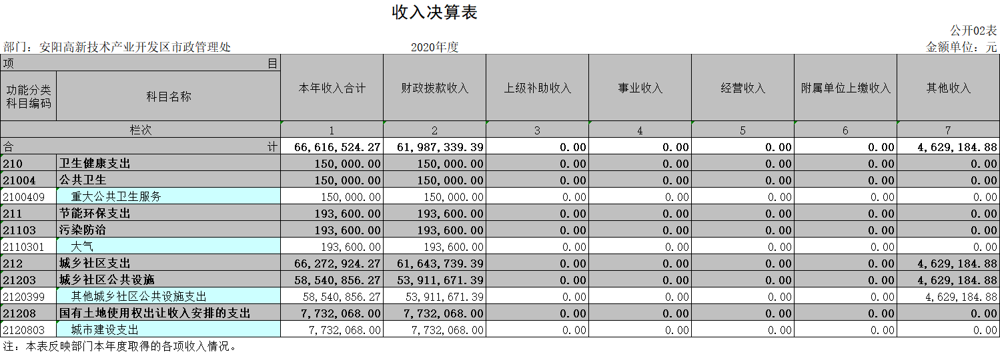 收入决算表
公开02表
部门：安阳高新技术产业开发区市政管理处 2020年度 金额单位：元
项 目 本年收入合计 财政拨款收入 上级补助收入 事业收入 经营收入 附属单位上缴收入 其他收入
功能分类科目编码 科目名称
栏次 1 2 3 4 5 6 7
合 计 66,616,524.27 61,987,339.39 0.00 0.00 0.00 0.00 4,629,184.88
210 卫生健康支出 150,000.00 150,000.00 0.00 0.00 0.00 0.00 0.00
21004 公共卫生 150,000.00 150,000.00 0.00 0.00 0.00 0.00 0.00
2100409 重大公共卫生服务 150,000.00 150,000.00 0.00 0.00 0.00 0.00 0.00
211 节能环保支出 193,600.00 193,600.00 0.00 0.00 0.00 0.00 0.00
21103 污染防治 193,600.00 193,600.00 0.00 0.00 0.00 0.00 0.00
2110301 大气 193,600.00 193,600.00 0.00 0.00 0.00 0.00 0.00
212 城乡社区支出 66,272,924.27 61,643,739.39 0.00 0.00 0.00 0.00 4,629,184.88
21203 城乡社区公共设施 58,540,856.27 53,911,671.39 0.00 0.00 0.00 0.00 4,629,184.88
2120399 其他城乡社区公共设施支出 58,540,856.27 53,911,671.39 0.00 0.00 0.00 0.00 4,629,184.88
21208 国有土地使用权出让收入安排的支出 7,732,068.00 7,732,068.00 0.00 0.00 0.00 0.00 0.00
2120803 城市建设支出 7,732,068.00 7,732,068.00 0.00 0.00 0.00 0.00 0.00
注：本表反映部门本年度取得的各项收入情况。